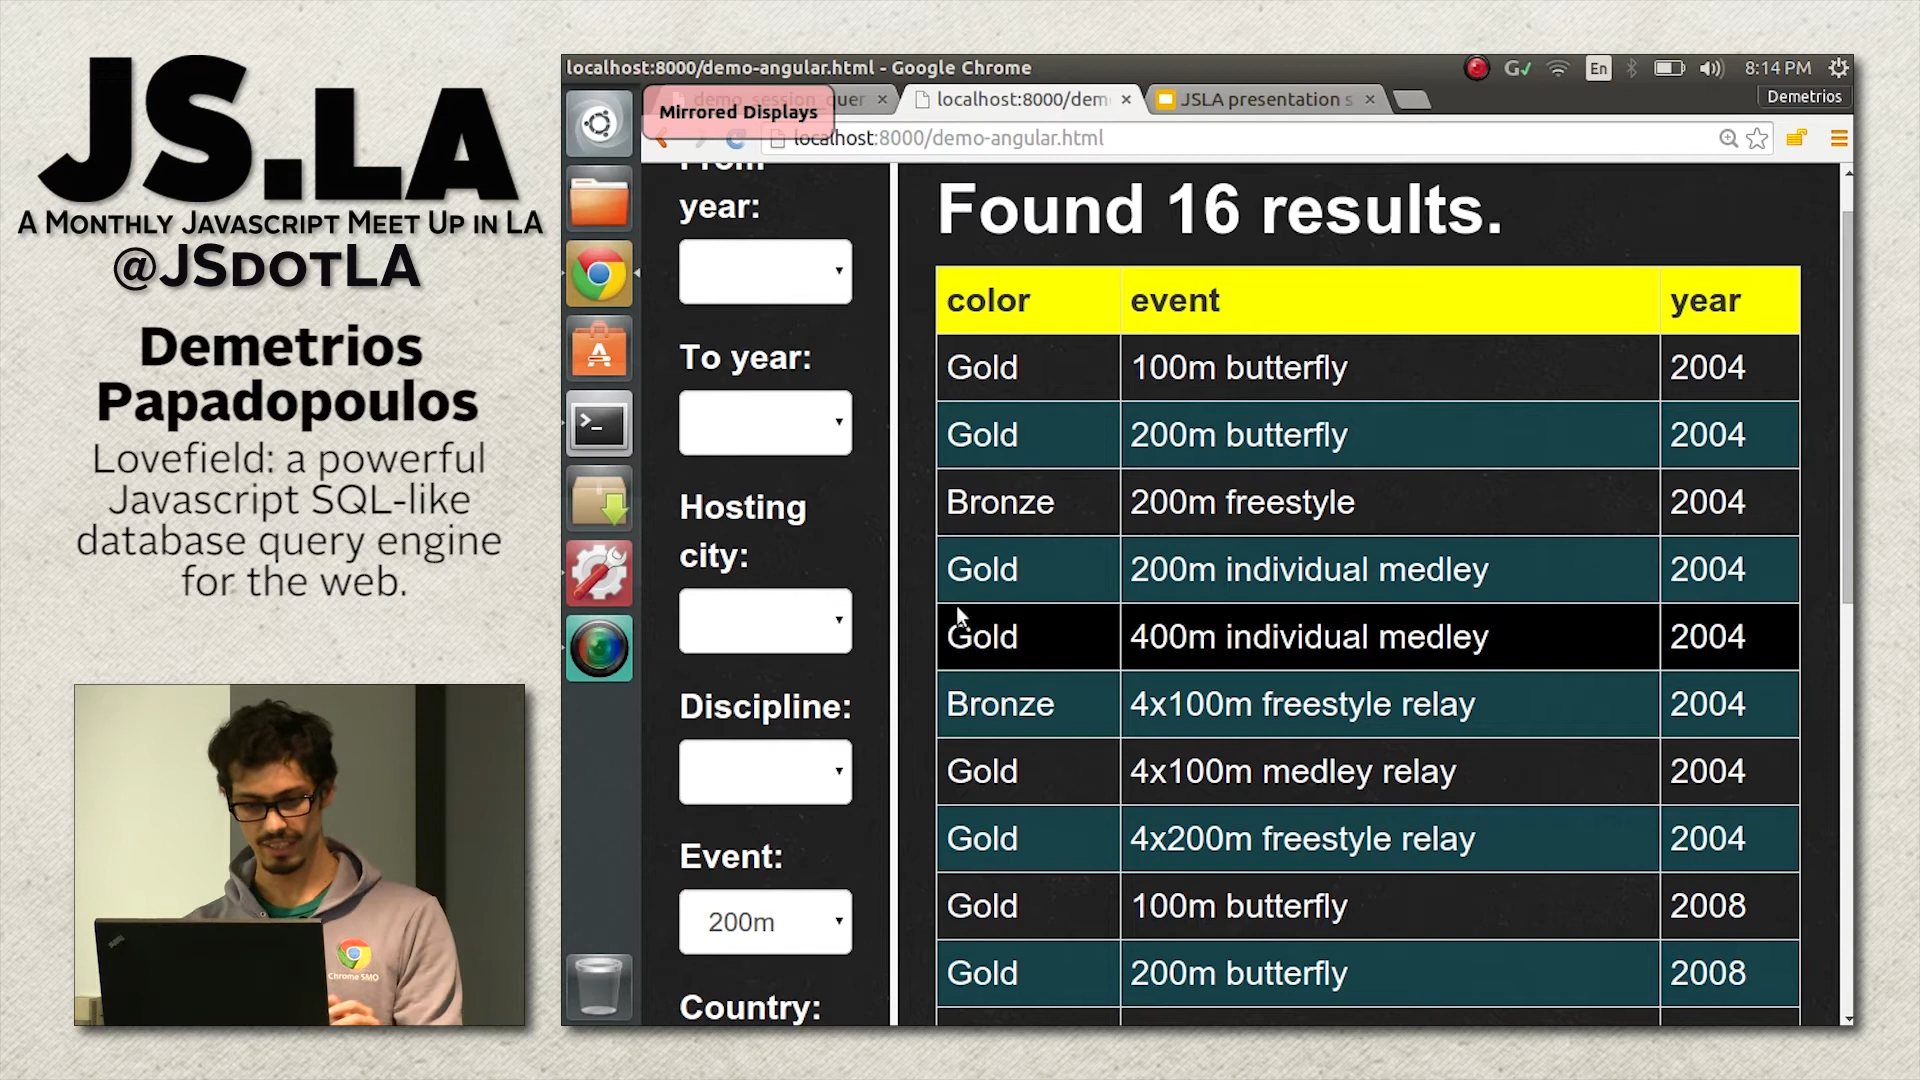 JS.LA
A Monthly Javascript Meet Up in LA
@JSdotLA
Demetrios
Papadopoulos
Lovefield: a powerful
Javascript SQL-like
database query engine
for the web.
Chrome SMO
localhost:8000/demo-angular.html - Google Chrome
En
8:14 PM
Demetrios
Mirrored Displays
localhost:8000/dem
JSLA presentation s
localhost:8000/demo-angular.html
From
year:
To year:
Hosting
city:
Discipline:
Event:
200m
Country:
Found 16 results.
color event year
Gold 100m butterfly 2004
Gold 200m butterfly 2004
Bronze 200m freestyle 2004
Gold 200m individual medley 2004
Gold 400m individual medley 2004
Bronze 4x100m freestyle relay 2004
Gold 4x100m medley relay 2004
Gold 4x200m freestyle relay 2004
Gold 100m butterfly 2008
Gold 200m butterfly 2008